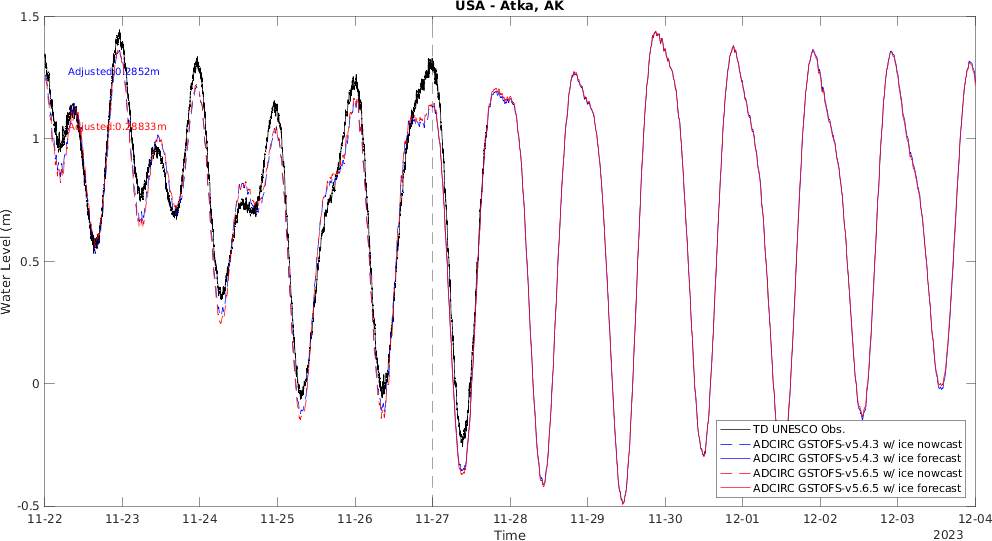 USA - Atka, AK
Water Level (m)
1.5
1
0.5
0
-0.5
Adjusted:0.2852m
Adjusted:0.28833m
TD UNESCO Obs.
ADCIRC GSTOFS-v5.4.3 w/ ice nowcast
ADCIRC GSTOFS-v5.4.3 w/ ice forecast
ADCIRC GSTOFS-v5.6.5 w/ ice nowcast
ADCIRC GSTOFS-v5.6.5 w/ ice forecast
11-22 11-23 11-24 11-25 11-26 11-27 11-28 11-29 11-30 12-01 12-02 12-03 12-04
Time
2023